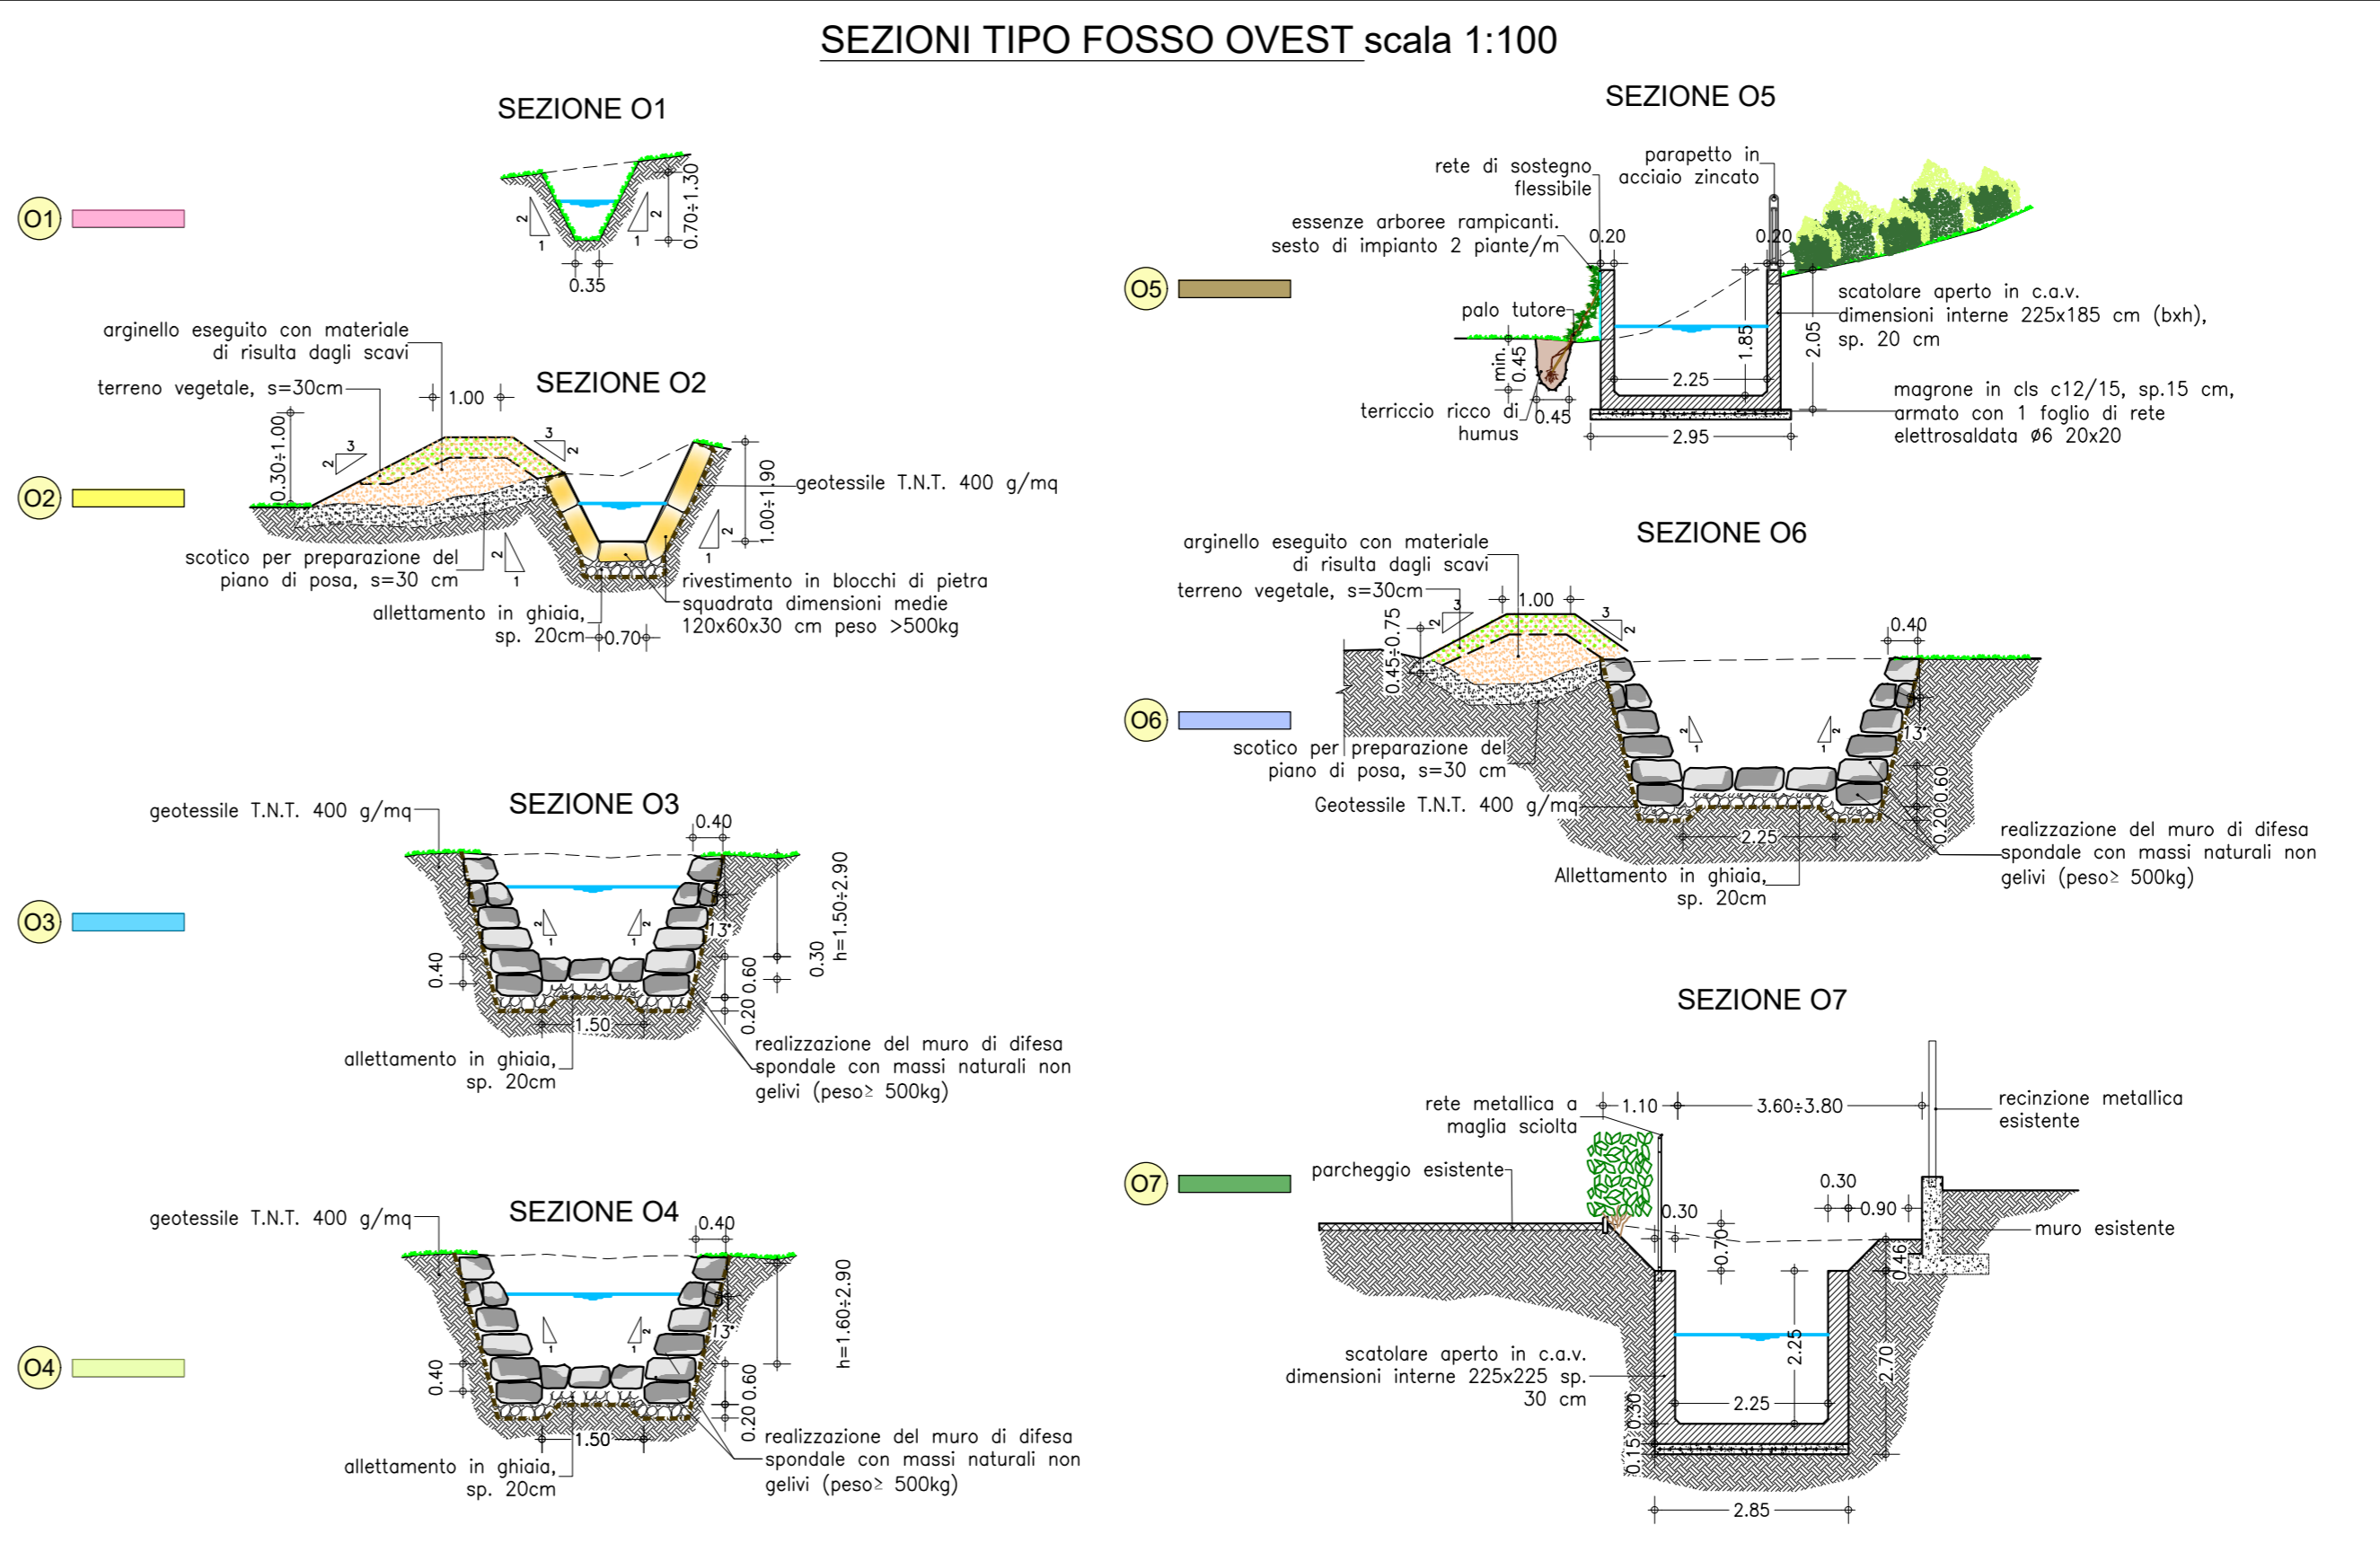 SEZIONI TIPO FOSSO OVEST scala 1:100
SEZIONE O1
O1
2
1
2
1
0.70÷1.30
0.35
SEZIONE O2
O2
arginello eseguito con materiale
di risulta dagli scavi
terreno vegetale, s=30cm
1.00
0.30÷1.00
3
2
3
2
geotessile T.N.T. 400 g/mq
1.00÷1.90
2
1
2
1
scotico per preparazione del
piano di posa, s=30 cm
allettamento in ghiaia,
sp. 20cm
0.70
rivestimento in blocchi di pietra
squadrata dimensioni medie
120x60x30 cm peso >500kg
SEZIONE O3
O3
geotessile T.N.T. 400 g/mq
0.40
2
1
2
1
13°
0.40
0.20
0.60
0.30
h=1.50÷2.90
1.50
allettamento in ghiaia,
sp. 20cm
realizzazione del muro di difesa
spondale con massi naturali non
gelivi (peso≥ 500kg)
SEZIONE O4
O4
geotessile T.N.T. 400 g/mq
0.40
1
2
1
13°
0.40
0.20
0.60
h=1.60÷2.90
1.50
allettamento in ghiaia,
sp. 20cm
realizzazione del muro di difesa
spondale con massi naturali non
gelivi (peso≥ 500kg)
SEZIONE O5
O5
rete di sostegno
flessibile
parapetto in
acciaio zincato
essenze arboree rampicanti.
sesto di impianto 2 piante/m
0.20
0.20
palo tutore
min.
0.45
0.45
terriccio ricco di
humus
1.85
2.05
2.25
2.95
scatolare aperto in c.a.v.
dimensioni interne 225x185 cm (bxh),
sp. 20 cm
magrone in cls c12/15, sp.15 cm,
armato con 1 foglio di rete
elettrosaldata ø6 20x20
SEZIONE O6
O6
arginello eseguito con materiale
di risulta dagli scavi
terreno vegetale, s=30cm
1.00
0.45÷0.75
3
2
3
2
0.40
2
1
2
1
13°
scotico per preparazione del
piano di posa, s=30 cm
Geotessile T.N.T. 400 g/mq
0.20
0.60
2.25
Allettamento in ghiaia,
sp. 20cm
realizzazione del muro di difesa
spondale con massi naturali non
gelivi (peso≥ 500kg)
SEZIONE O7
O7
rete metallica a
maglia sciolta
1.10
3.60÷3.80
recinzione metallica
esistente
parcheggio esistente
0.30
0.70
0.30
0.90
muro esistente
0.46
scatolare aperto in c.a.v.
dimensioni interne 225x225 sp.
30 cm
2.25
2.25
2.70
0.15
0.30
2.85